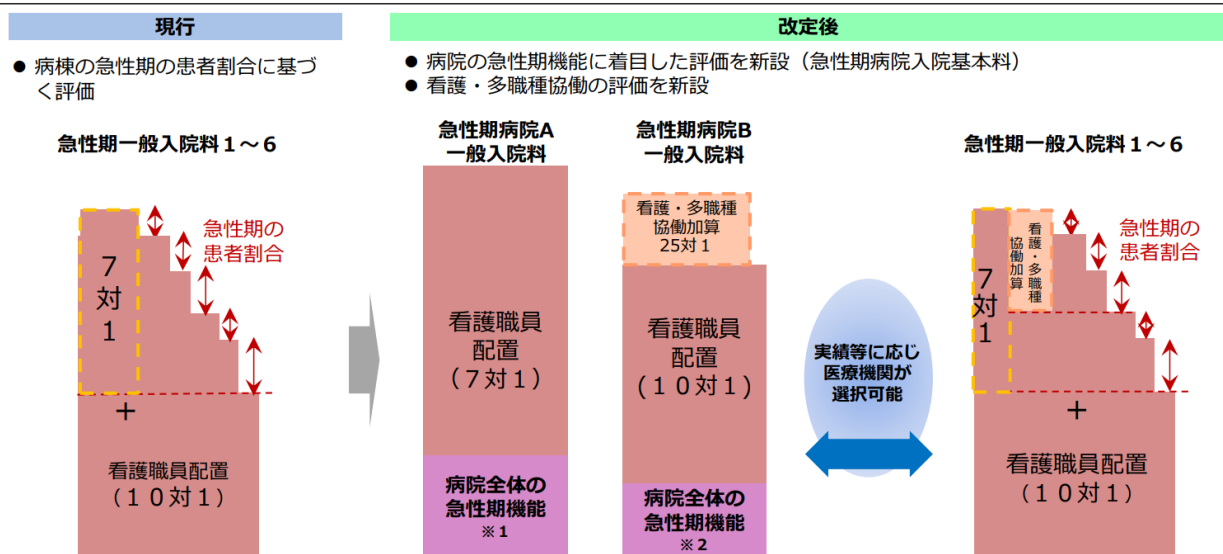 現行
● 病棟の急性期の患者割合に基づ
く評価
急性期一般入院料1~6
急性期の
患者割合
7
対
1
+
看護職員配置
(10対1)
改定後
● 病院の急性期機能に着目した評価を新設(急性期病院入院基本料)
● 看護・多職種協働の評価を新設
急性期病院A
一般入院料
看護職員
配置
(7対1)
病院全体の
急性期機能
※1
急性期病院B
一般入院料
看護・多職種
協働加算
25対1
看護職員
配置
(10対1)
病院全体の
急性期機能
※2
実績等に応じ
医療機関が
選択可能
急性期一般入院料1~6
7
対
1
看護・多職種
協働加算
急性期の
患者割合
+
看護職員配置
(10対1)